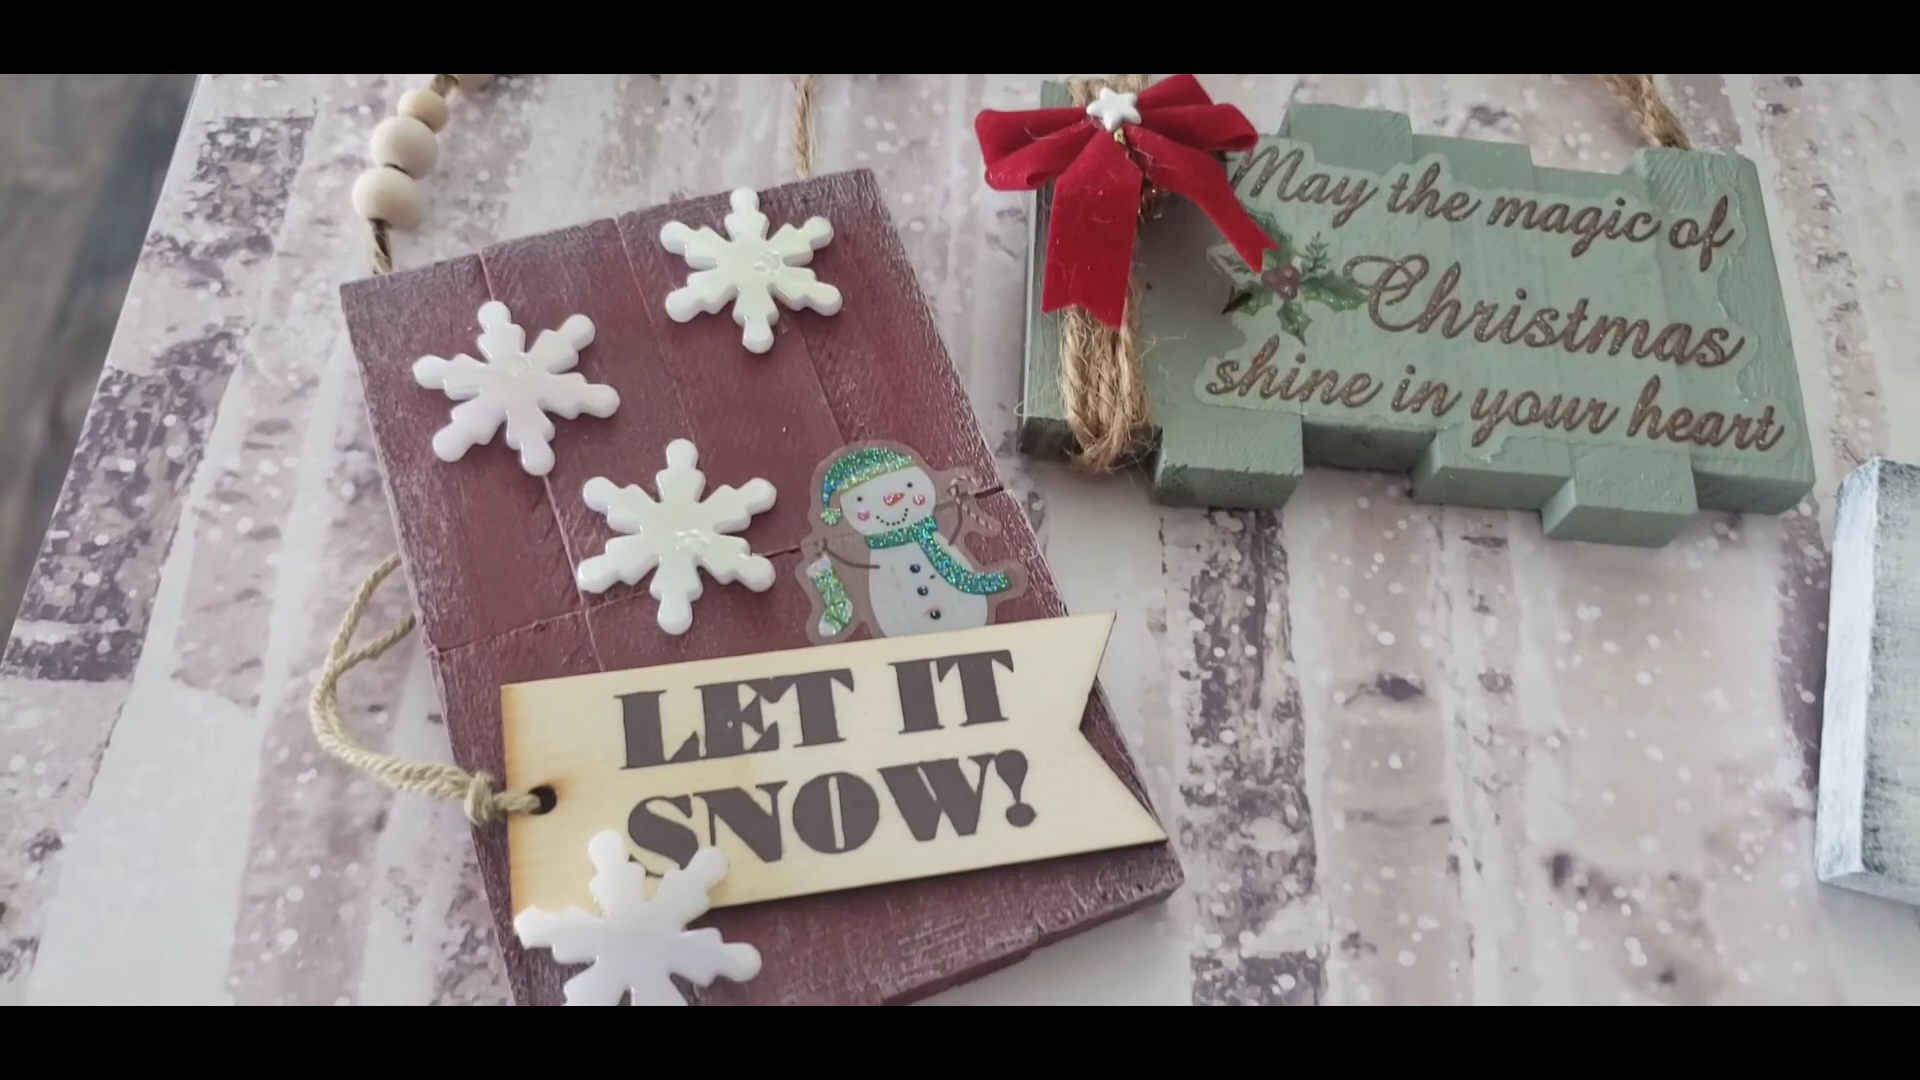 LET IT
SNOW!
May the magic of
Christmas
shine in your heart